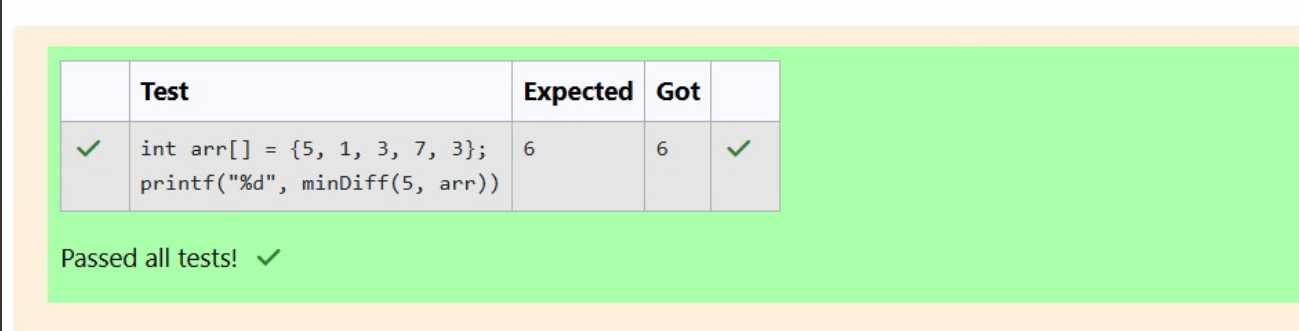 Test Expected Got
int arr[] = {5, 1, 3, 7, 3}; 6 6
printf("%d", minDiff(5, arr))
Passed all tests!